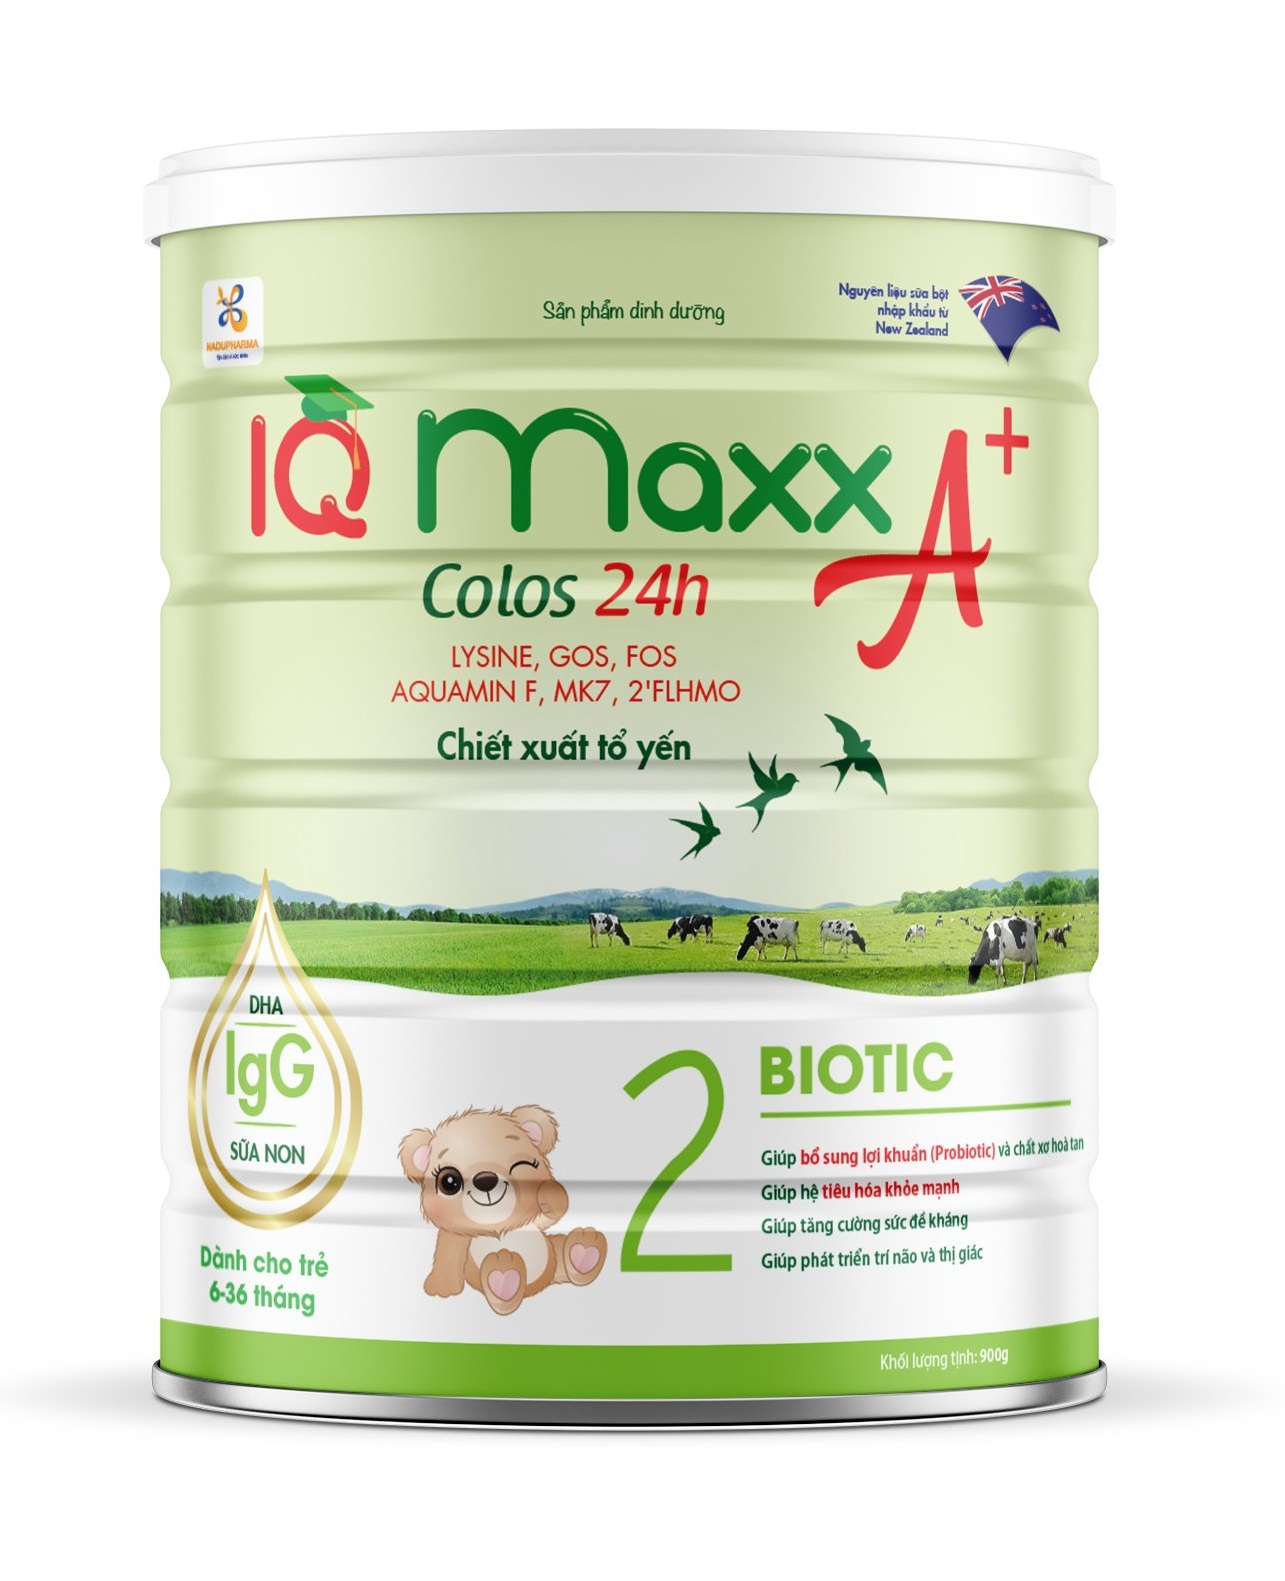 HADUPHARMA
Sản phẩm dinh dưỡng
Nguyên liệu sữa bột
nhập khẩu từ
New Zealand
IQ Maxx A+
Colos 24h
LYSINE, GOS, FOS
AQUAMIN F, MK7, 2'FLHMO
Chiết xuất tổ yến
DHA
IgG
SỮA NON
Dành cho trẻ
6-36 tháng
2
BIOTIC
Giúp bổ sung lợi khuẩn (Probiotic) và chất xơ hoà tan
Giúp hệ tiêu hóa khỏe mạnh
Giúp tăng cường sức đề kháng
Giúp phát triển trí não và thị giác
Khối lượng tịnh: 900g